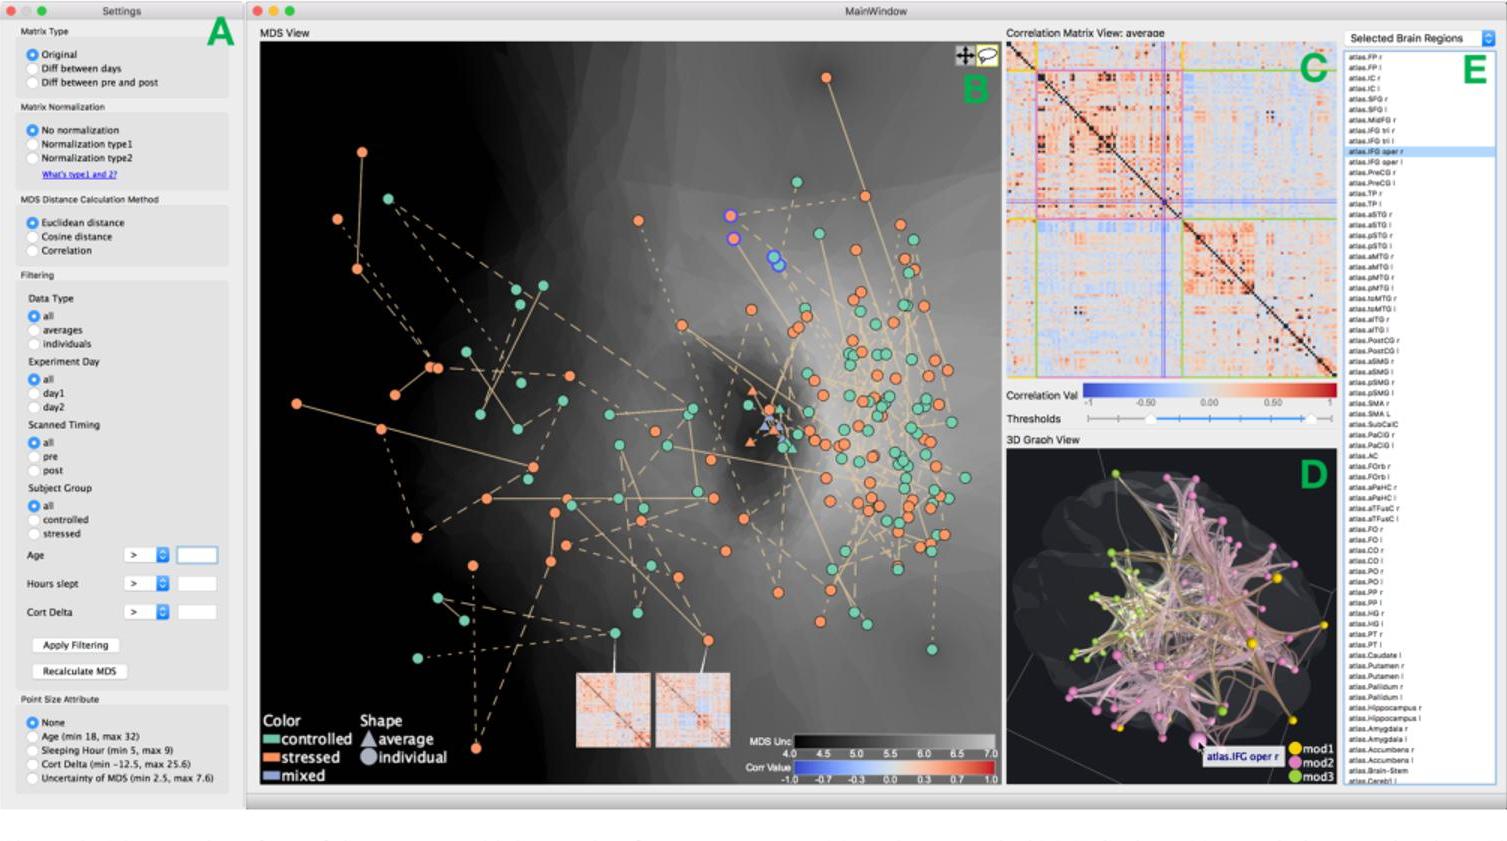 Settings
A
Matrix Type
Original
Diff between days
Diff between pre and post
Matrix Normalization
No normalization
Normalization type1
Normalization type2
What's type1 and 2?
MDS Distance Calculation Method
Euclidean distance
Cosine distance
Correlation
Filtering
Data Type
all
averages
individuals
Experiment Day
all
day1
day2
Scanned Timing
all
pre
post
Subject Group
all
controlled
stressed
Age >
Hours slept >
Cort Delta >
Apply Filtering
Recalculate MDS
Point Size Attribute
None
Age (min 18, max 32)
Sleeping Hour (min 5, max 9)
Cort Delta (min -12.5, max 25.6)
Uncertainty of MDS (min 2.5, max 7.6)
MainWindow
MDS View
B
Color Shape
controlled average
stressed individual
mixed
MDS Unc
4.0 4.6 5.2 5.8 6.5 7.0
Corr Value
-1.0 -0.7 -0.3 0.3 0.7 1.0
Correlation Matrix View: average
C
Correlation Val
-1 -0.50 0.00 0.50 1
Thresholds
3D Graph View
D
atlas.IFG oper r
mod1
mod2
mod3
Selected Brain Regions
E
atlas.FP r
atlas.FP l
atlas.IC r
atlas.IC l
atlas.SFG r
atlas.SFG l
atlas.MidFG r
atlas.IFG tri r
atlas.IFG tri l
atlas.IFG oper r
atlas.IFG oper l
atlas.PreCG r
atlas.PreCG l
atlas.TP r
atlas.TP l
atlas.aSTG r
atlas.aSTG l
atlas.pSTG r
atlas.pSTG l
atlas.aMTG r
atlas.aMTG l
atlas.pMTG r
atlas.pMTG l
atlas.toMTG r
atlas.toMTG l
atlas.aITG r
atlas.aITG l
atlas.PostCG r
atlas.PostCG l
atlas.aSMG r
atlas.aSMG l
atlas.pSMG r
atlas.pSMG l
atlas.SMA r
atlas.SMA L
atlas.SubCalC
atlas.PaCiG r
atlas.PaCiG l
atlas.AC
atlas.FOrb r
atlas.FOrb l
atlas.aPaHC r
atlas.aPaHC l
atlas.aTFusC r
atlas.aTFusC l
atlas.FO r
atlas.FO l
atlas.CO r
atlas.CO l
atlas.PO r
atlas.PO l
atlas.PP r
atlas.PP l
atlas.HG r
atlas.HG l
atlas.PT r
atlas.PT l
atlas.Caudate l
atlas.Putamen r
atlas.Putamen l
atlas.Pallidum r
atlas.Pallidum l
atlas.Hippocampus r
atlas.Hippocampus l
atlas.Amygdala r
atlas.Amygdala l
atlas.Accumbens r
atlas.Accumbens l
atlas.Brain-Stem
atlas.Cereb1 l